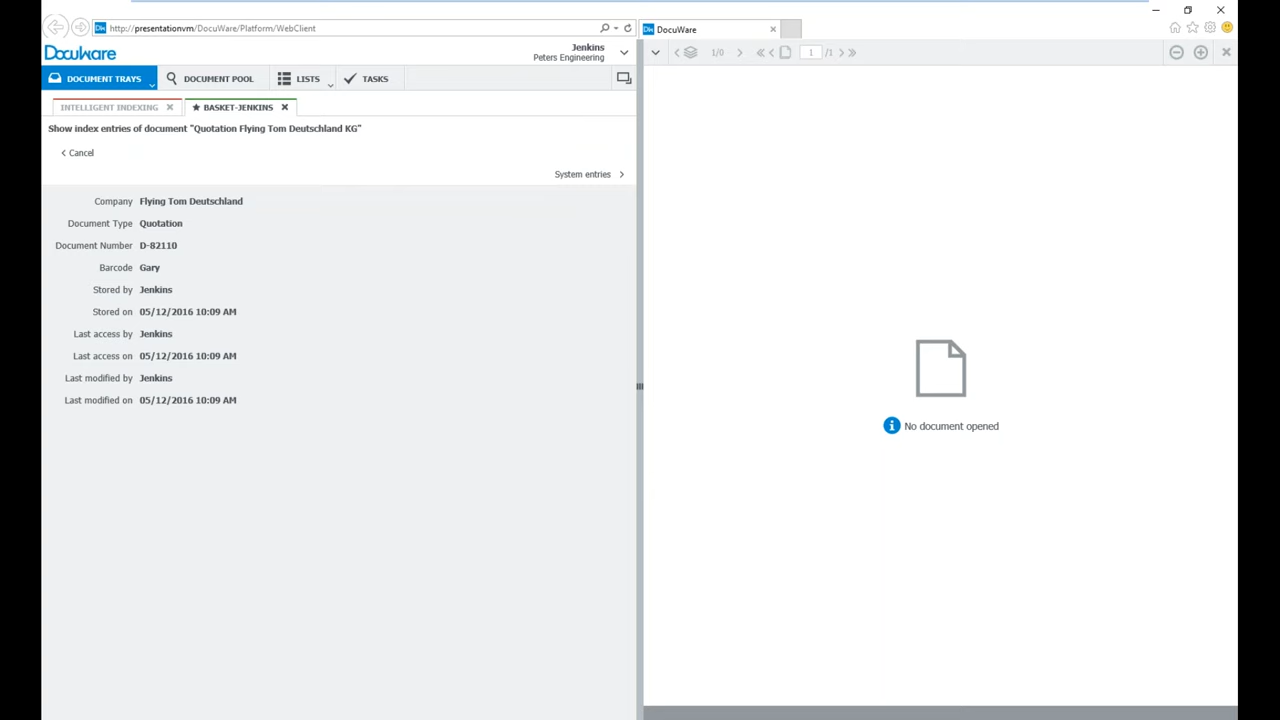 http://presentationvm/DocuWare/Platform/WebClient
DocuWare
DocuWare
Jenkins
Peters Engineering
1/0
1 /1
DOCUMENT TRAYS
DOCUMENT POOL
LISTS
TASKS
INTELLIGENT INDEXING
BASKET-JENKINS
Show index entries of document "Quotation Flying Tom Deutschland KG"
Cancel
System entries
Company Flying Tom Deutschland
Document Type Quotation
Document Number D-82110
Barcode Gary
Stored by Jenkins
Stored on 05/12/2016 10:09 AM
Last access by Jenkins
Last access on 05/12/2016 10:09 AM
Last modified by Jenkins
Last modified on 05/12/2016 10:09 AM
No document opened